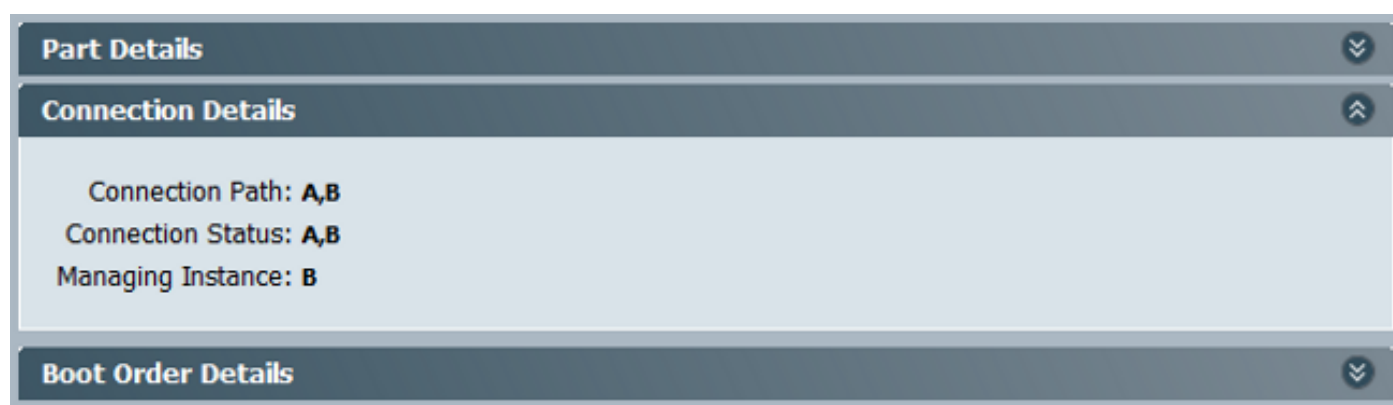 Part Details
Connection Details
Connection Path: A,B
Connection Status: A,B
Managing Instance: B
Boot Order Details